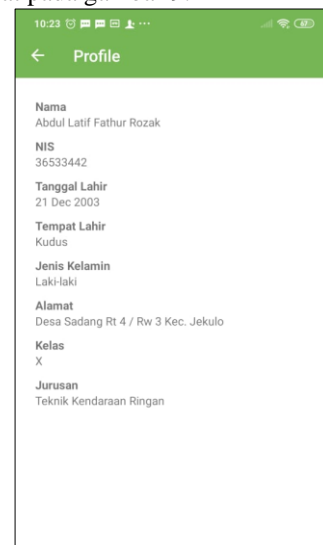 pada
10:23
Profile
Nama
Abdul Latif Fathur Rozak
NIS
36533442
Tanggal Lahir
21 Dec 2003
Tempat Lahir
Kudus
Jenis Kelamin
Laki-laki
Alamat
Desa Sadang Rt 4 / Rw 3 Kec. Jekulo
Kelas
X
Jurusan
Teknik Kendaraan Ringan